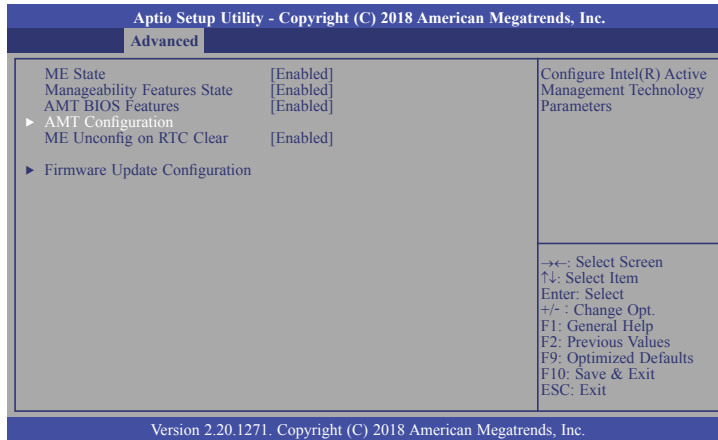 Aptio Setup Utility - Copyright (C) 2018 American Megatrends, Inc.
Advanced
ME State [Enabled]
Manageability Features State [Enabled]
AMT BIOS Features [Enabled]
► AMT Configuration
ME Unconfig on RTC Clear [Enabled]
► Firmware Update Configuration
Configure Intel(R) Active
Management Technology
Parameters
→←: Select Screen
↑↓: Select Item
Enter: Select
+/- : Change Opt.
F1: General Help
F2: Previous Values
F9: Optimized Defaults
F10: Save & Exit
ESC: Exit
Version 2.20.1271. Copyright (C) 2018 American Megatrends, Inc.